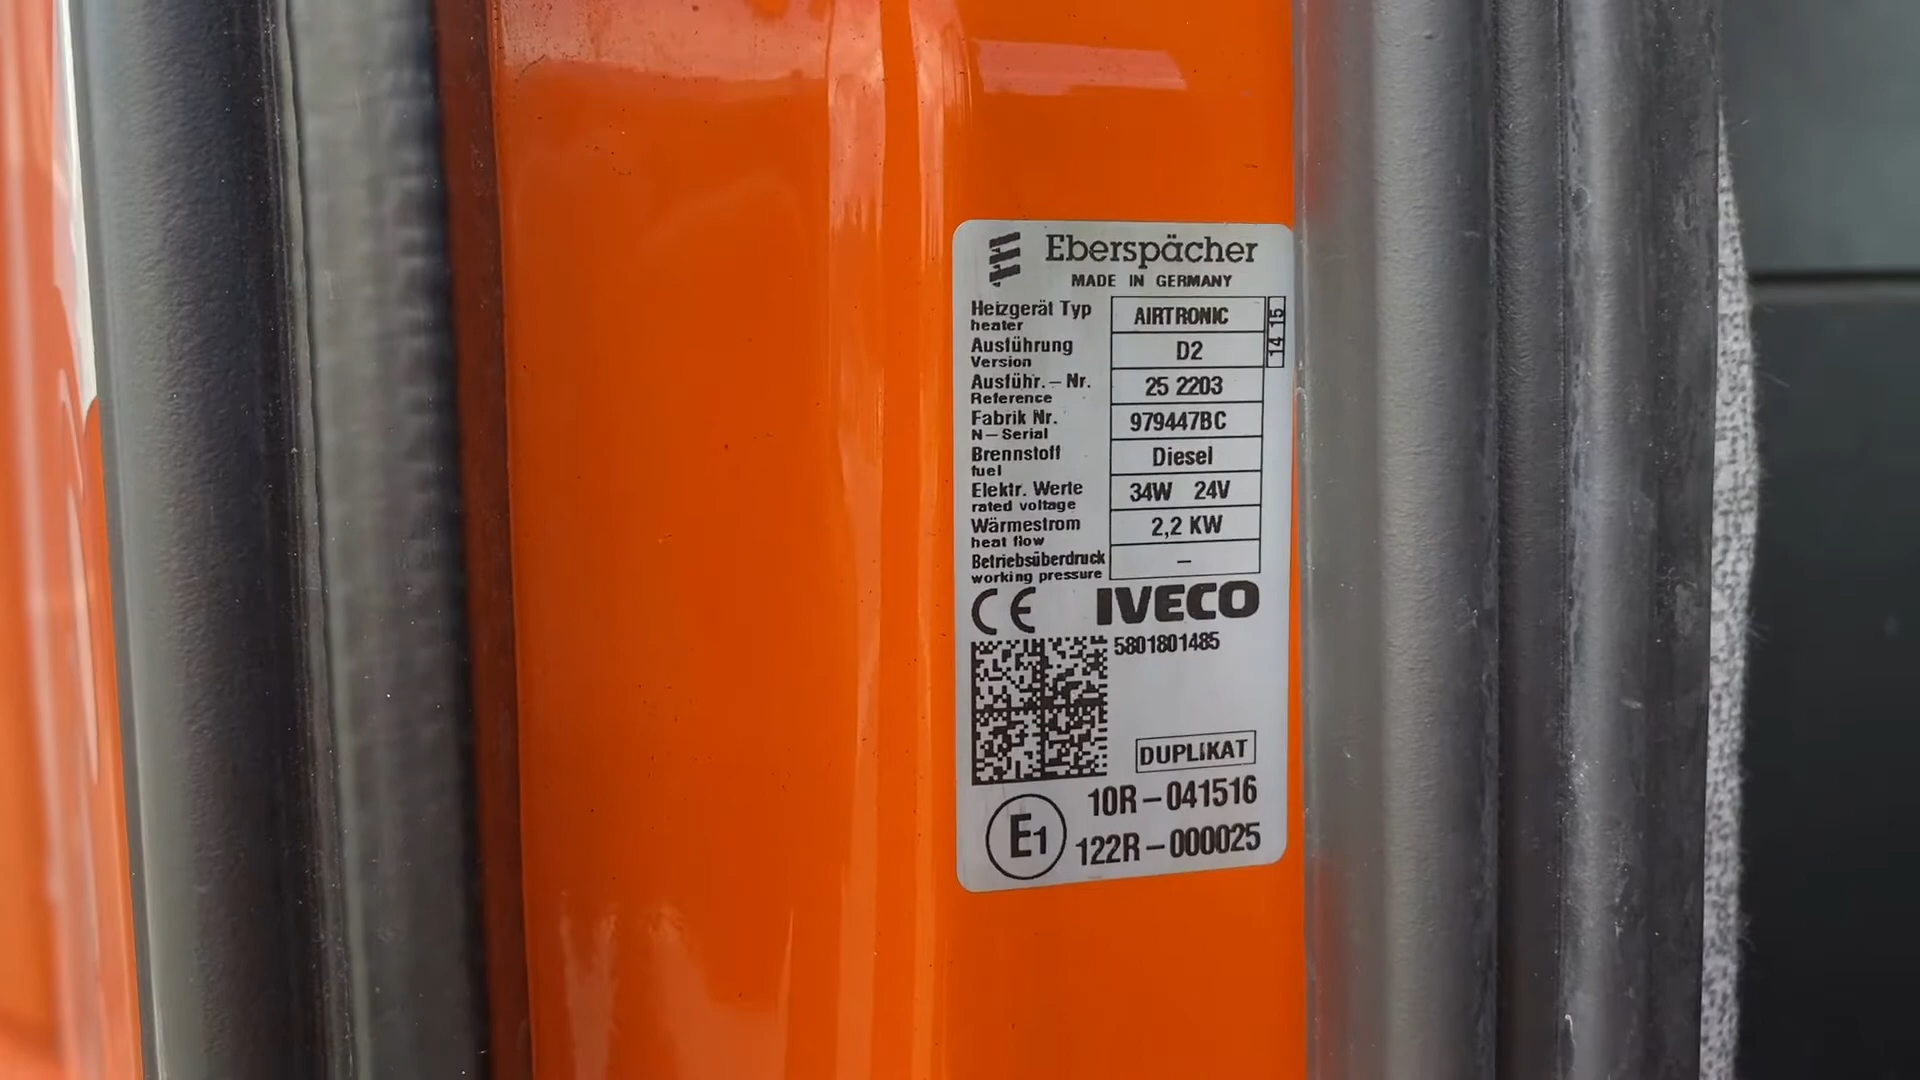 Eberspächer
MADE IN GERMANY
Heizgerät Typ AIRTRONIC
heater
14 15
Ausführung D2
Version
Ausführ. – Nr. 25 2203
Reference
Fabrik Nr. 979447BC
N – Serial
Brennstoff Diesel
fuel
Elektr. Werte 34W 24V
rated voltage
Wärmestrom 2,2 KW
heat flow
Betriebsüberdruck –
working pressure
CE IVECO
5801801485
DUPLIKAT
10R – 041516
E1 122R – 000025